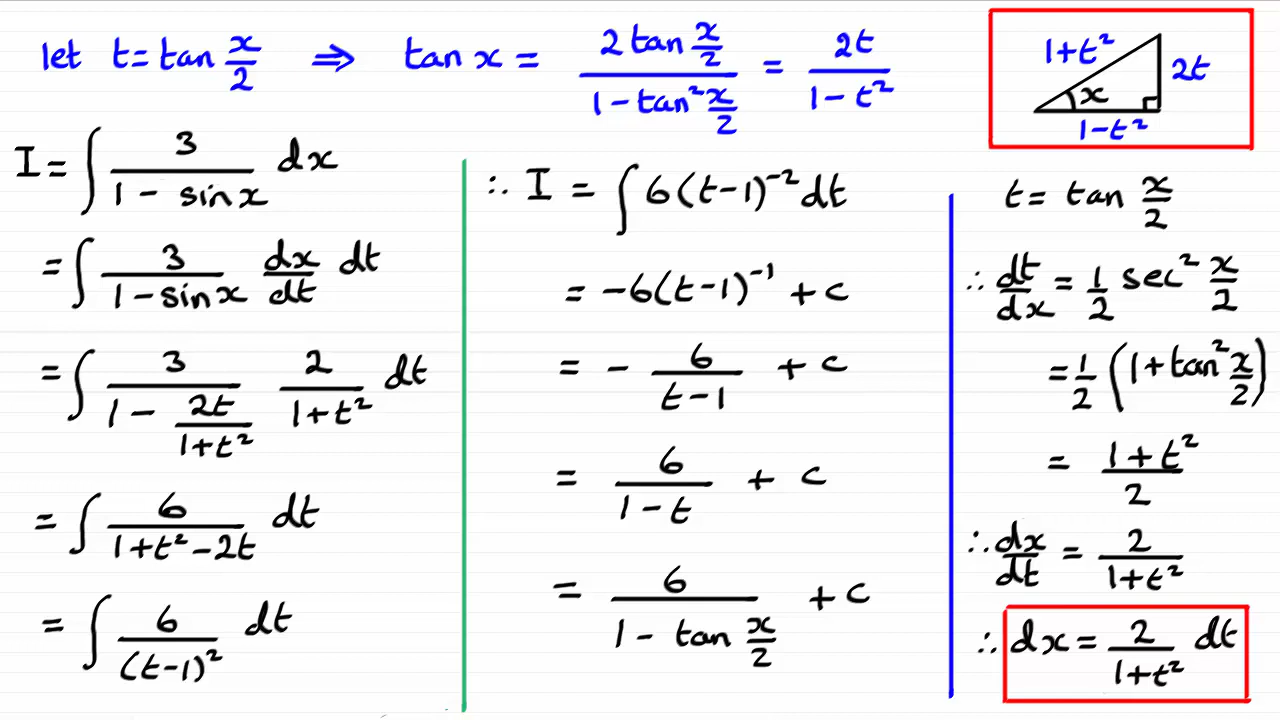 let t = tan x/2 ⇒ tan x = (2 tan x/2)/(1 − tan² x/2) = 2t/(1 − t²)
1+t²
2t
x
1−t²
I = ∫ 3/(1 − sin x) dx
= ∫ 3/(1 − sin x) dx/dt dt
= ∫ 3/(1 − 2t/(1+t²)) 2/(1+t²) dt
= ∫ 6/(1+t²−2t) dt
= ∫ 6/(t−1)² dt
∴ I = ∫ 6(t−1)⁻² dt
= −6(t−1)⁻¹ + c
= − 6/(t−1) + c
= 6/(1−t) + c
= 6/(1 − tan x/2) + c
t = tan x/2
∴ dt/dx = 1/2 sec² x/2
= 1/2 (1 + tan² x/2)
= (1+t²)/2
∴ dx/dt = 2/(1+t²)
∴ dx = 2/(1+t²) dt